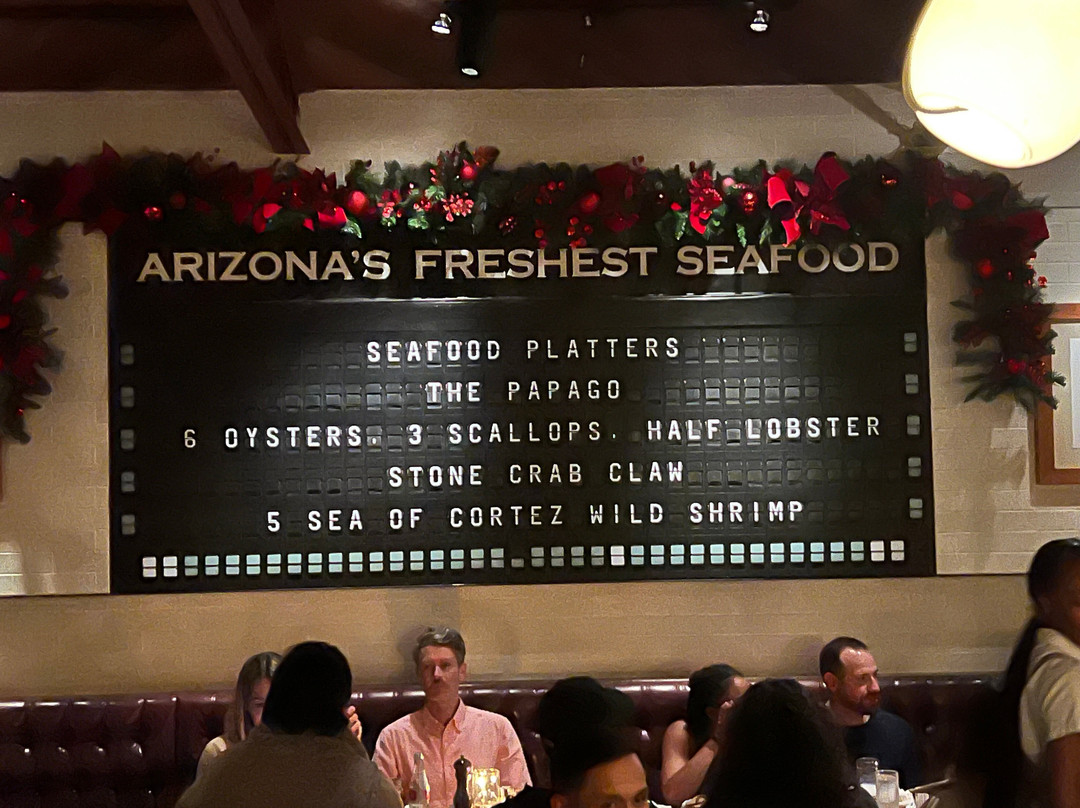 ARIZONA'S FRESHEST SEAFOOD
SEAFOOD PLATTERS
THE PAPAGO
6 OYSTERS. 3 SCALLOPS. HALF LOBSTER
STONE CRAB CLAW
5 SEA OF CORTEZ WILD SHRIMP